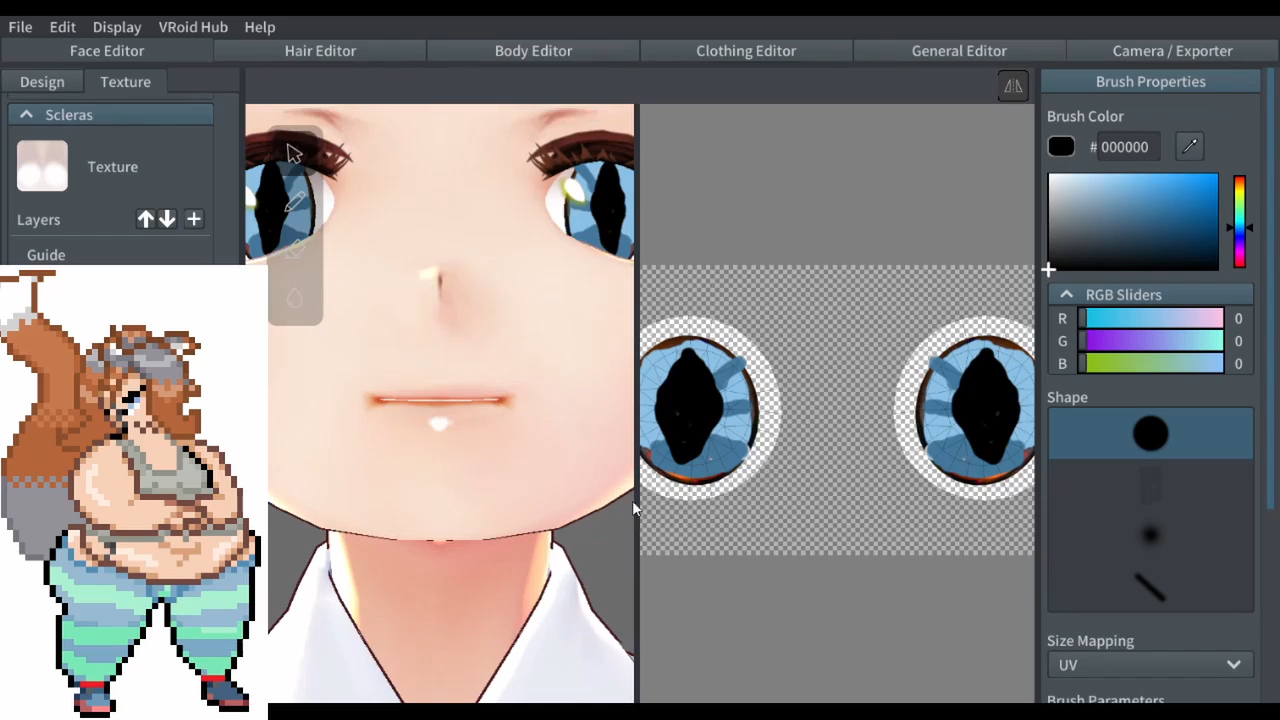 File Edit Display VRoid Hub Help
Face Editor Hair Editor Body Editor Clothing Editor General Editor Camera / Exporter
Design Texture
Brush Properties
Scleras
Texture
Layers
Guide
Brush Color
# 000000
RGB Sliders
R 0
G 0
B 0
Shape
Size Mapping
UV
Brush Parameters